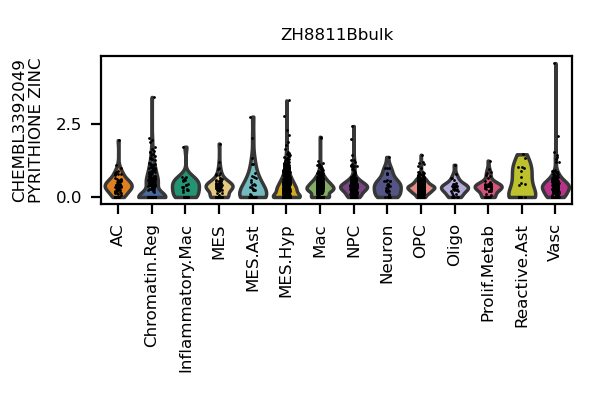 ZH8811Bbulk
CHEMBL3392049
PYRITHIONE ZINC
2.5
0.0
AC
Chromatin.Reg
Inflammatory.Mac
MES
MES.Ast
MES.Hyp
Mac
NPC
Neuron
OPC
Oligo
Prolif.Metab
Reactive.Ast
Vasc